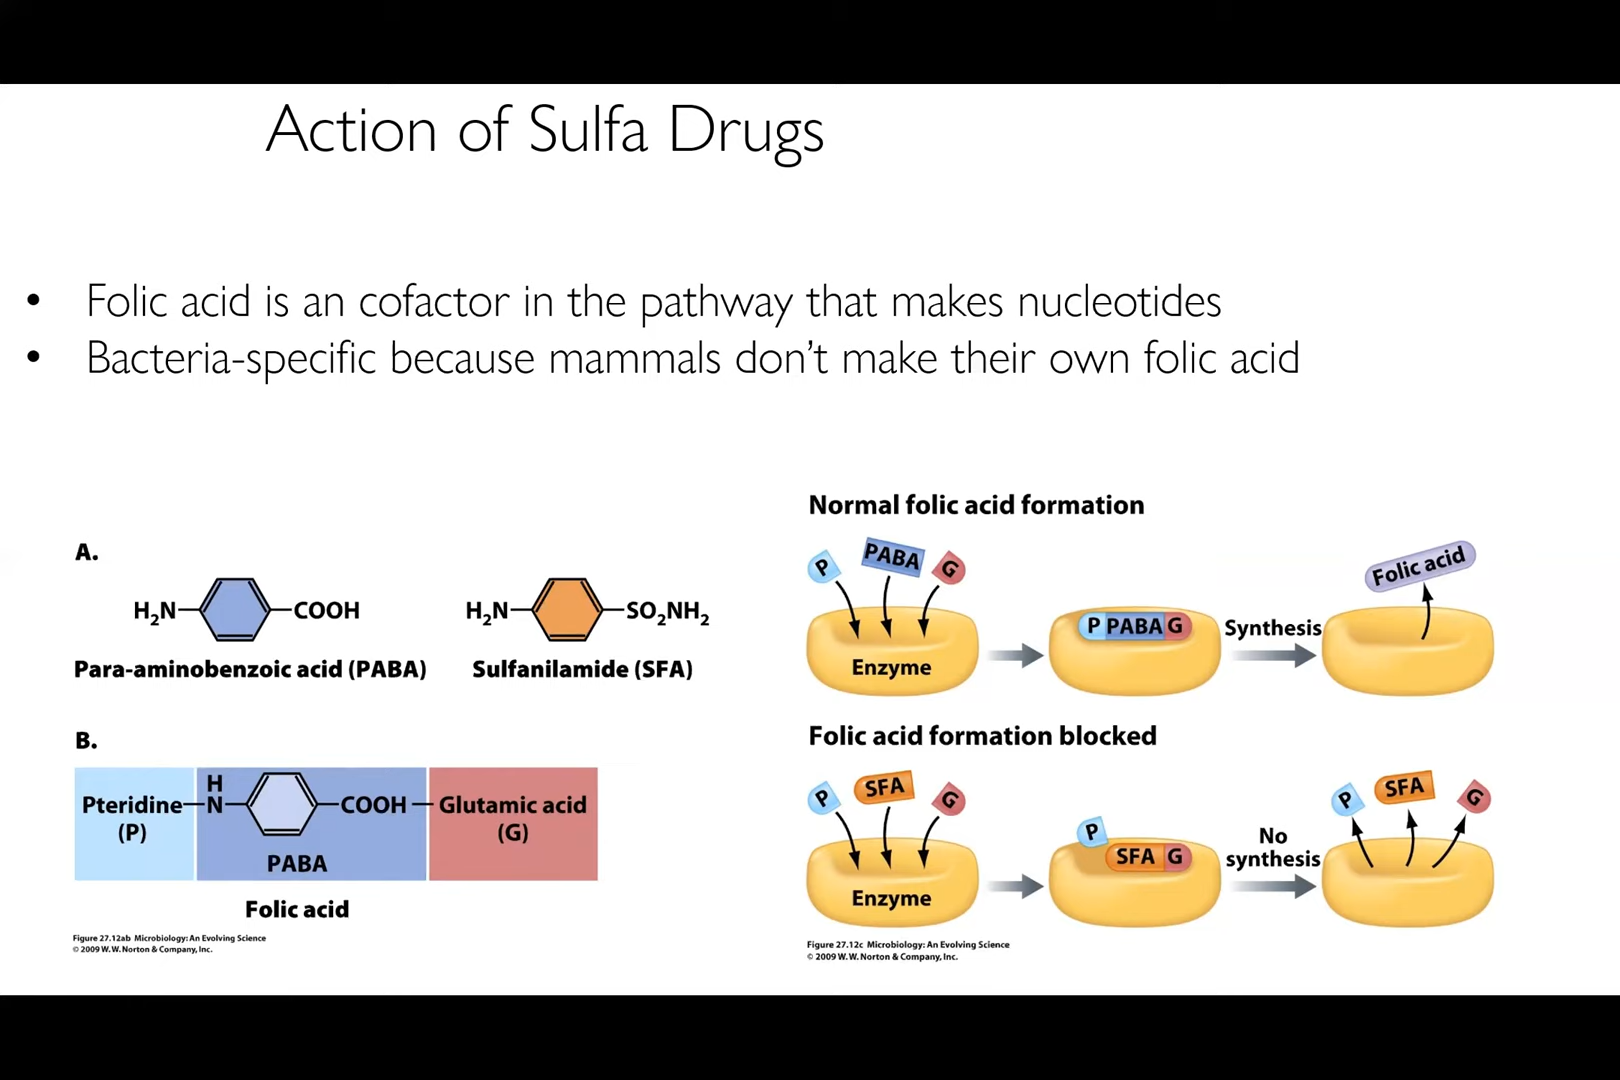 Action of Sulfa Drugs
• Folic acid is an cofactor in the pathway that makes nucleotides
• Bacteria-specific because mammals don’t make their own folic acid
A.
H₂N COOH
Para-aminobenzoic acid (PABA)
H₂N SO₂NH₂
Sulfanilamide (SFA)
B.
Pteridine
(P)
H
N
COOH
PABA
Glutamic acid
(G)
Folic acid
Figure 27.12ab Microbiology: An Evolving Science
© 2009 W. W. Norton & Company, Inc.
Normal folic acid formation
P PABA G
Enzyme
P PABA G
Synthesis
Folic acid
Folic acid formation blocked
P SFA G
Enzyme
P
SFA G
No
synthesis
P SFA G
Figure 27.12c Microbiology: An Evolving Science
© 2009 W. W. Norton & Company, Inc.